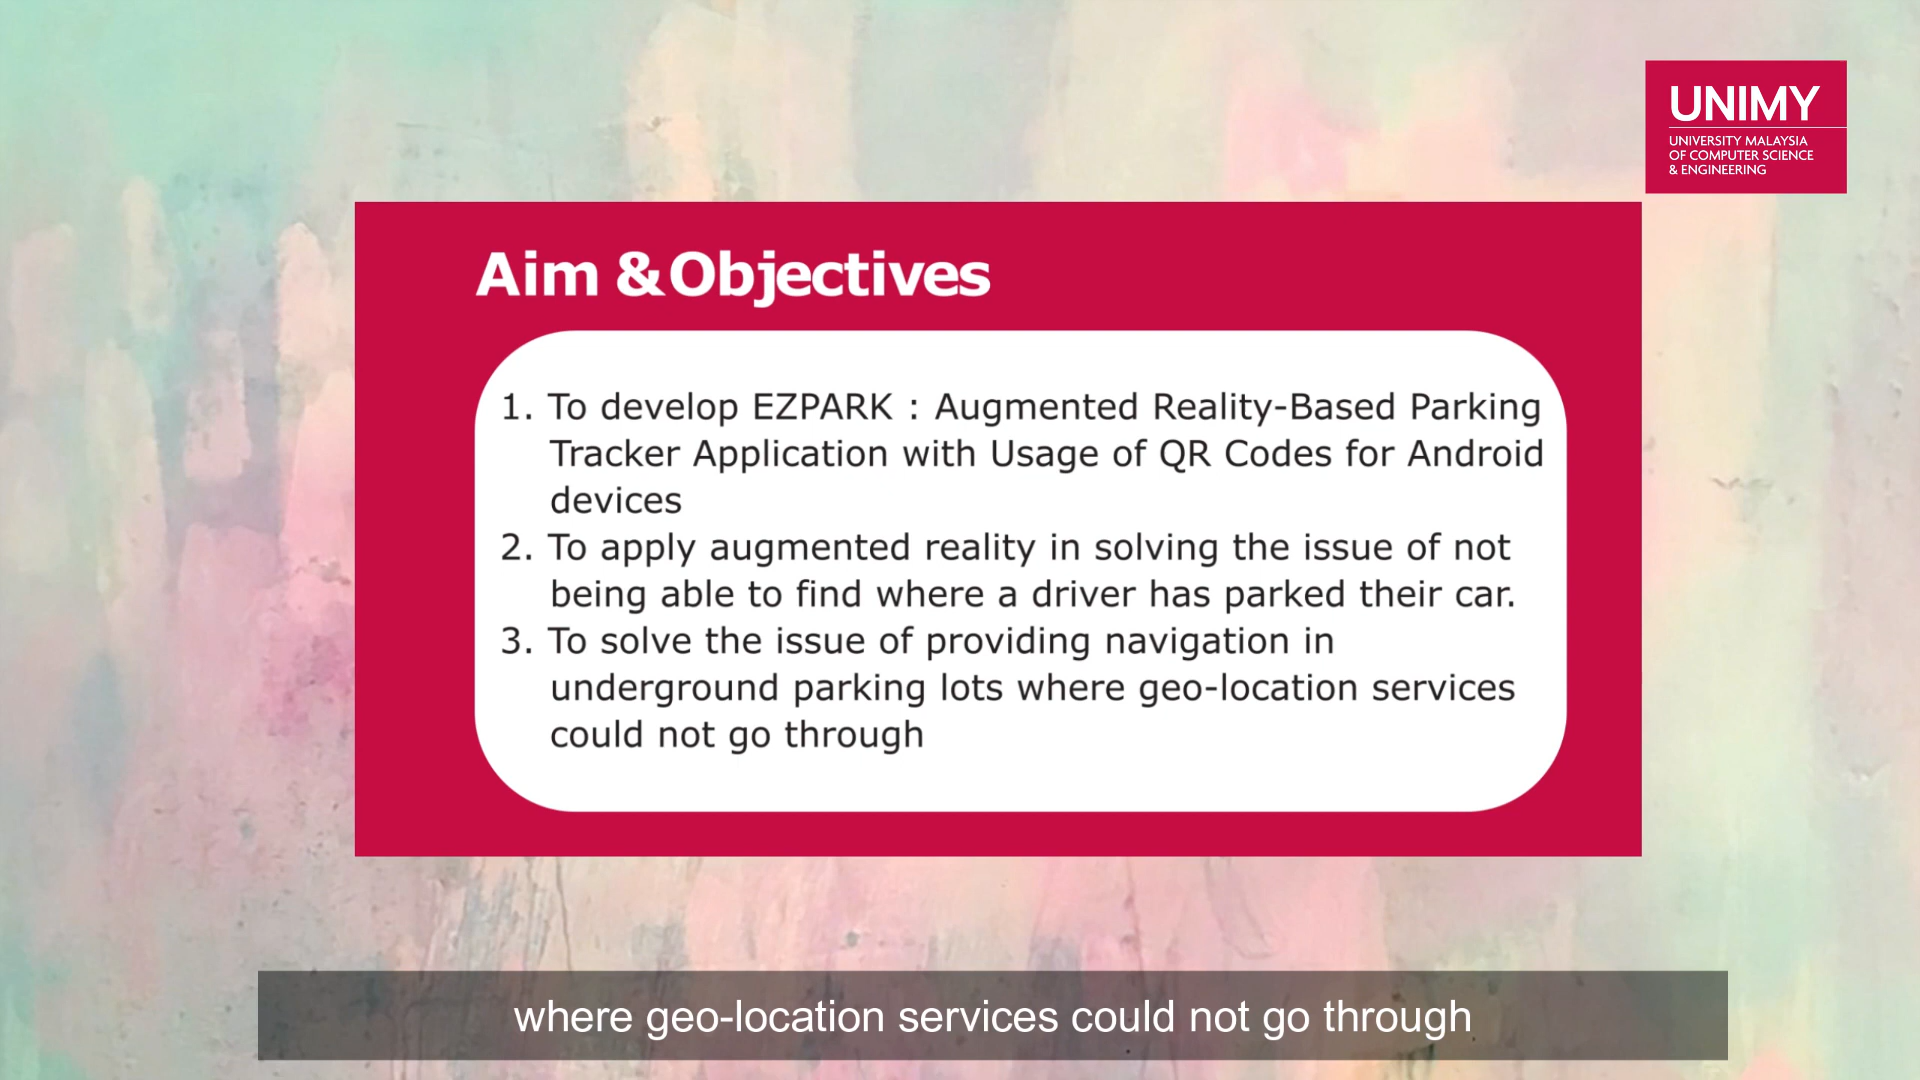 UNIMY
UNIVERSITY MALAYSIA
OF COMPUTER SCIENCE
& ENGINEERING
Aim & Objectives
1. To develop EZPARK : Augmented Reality-Based Parking
Tracker Application with Usage of QR Codes for Android
devices
2. To apply augmented reality in solving the issue of not
being able to find where a driver has parked their car.
3. To solve the issue of providing navigation in
underground parking lots where geo-location services
could not go through
where geo-location services could not go through